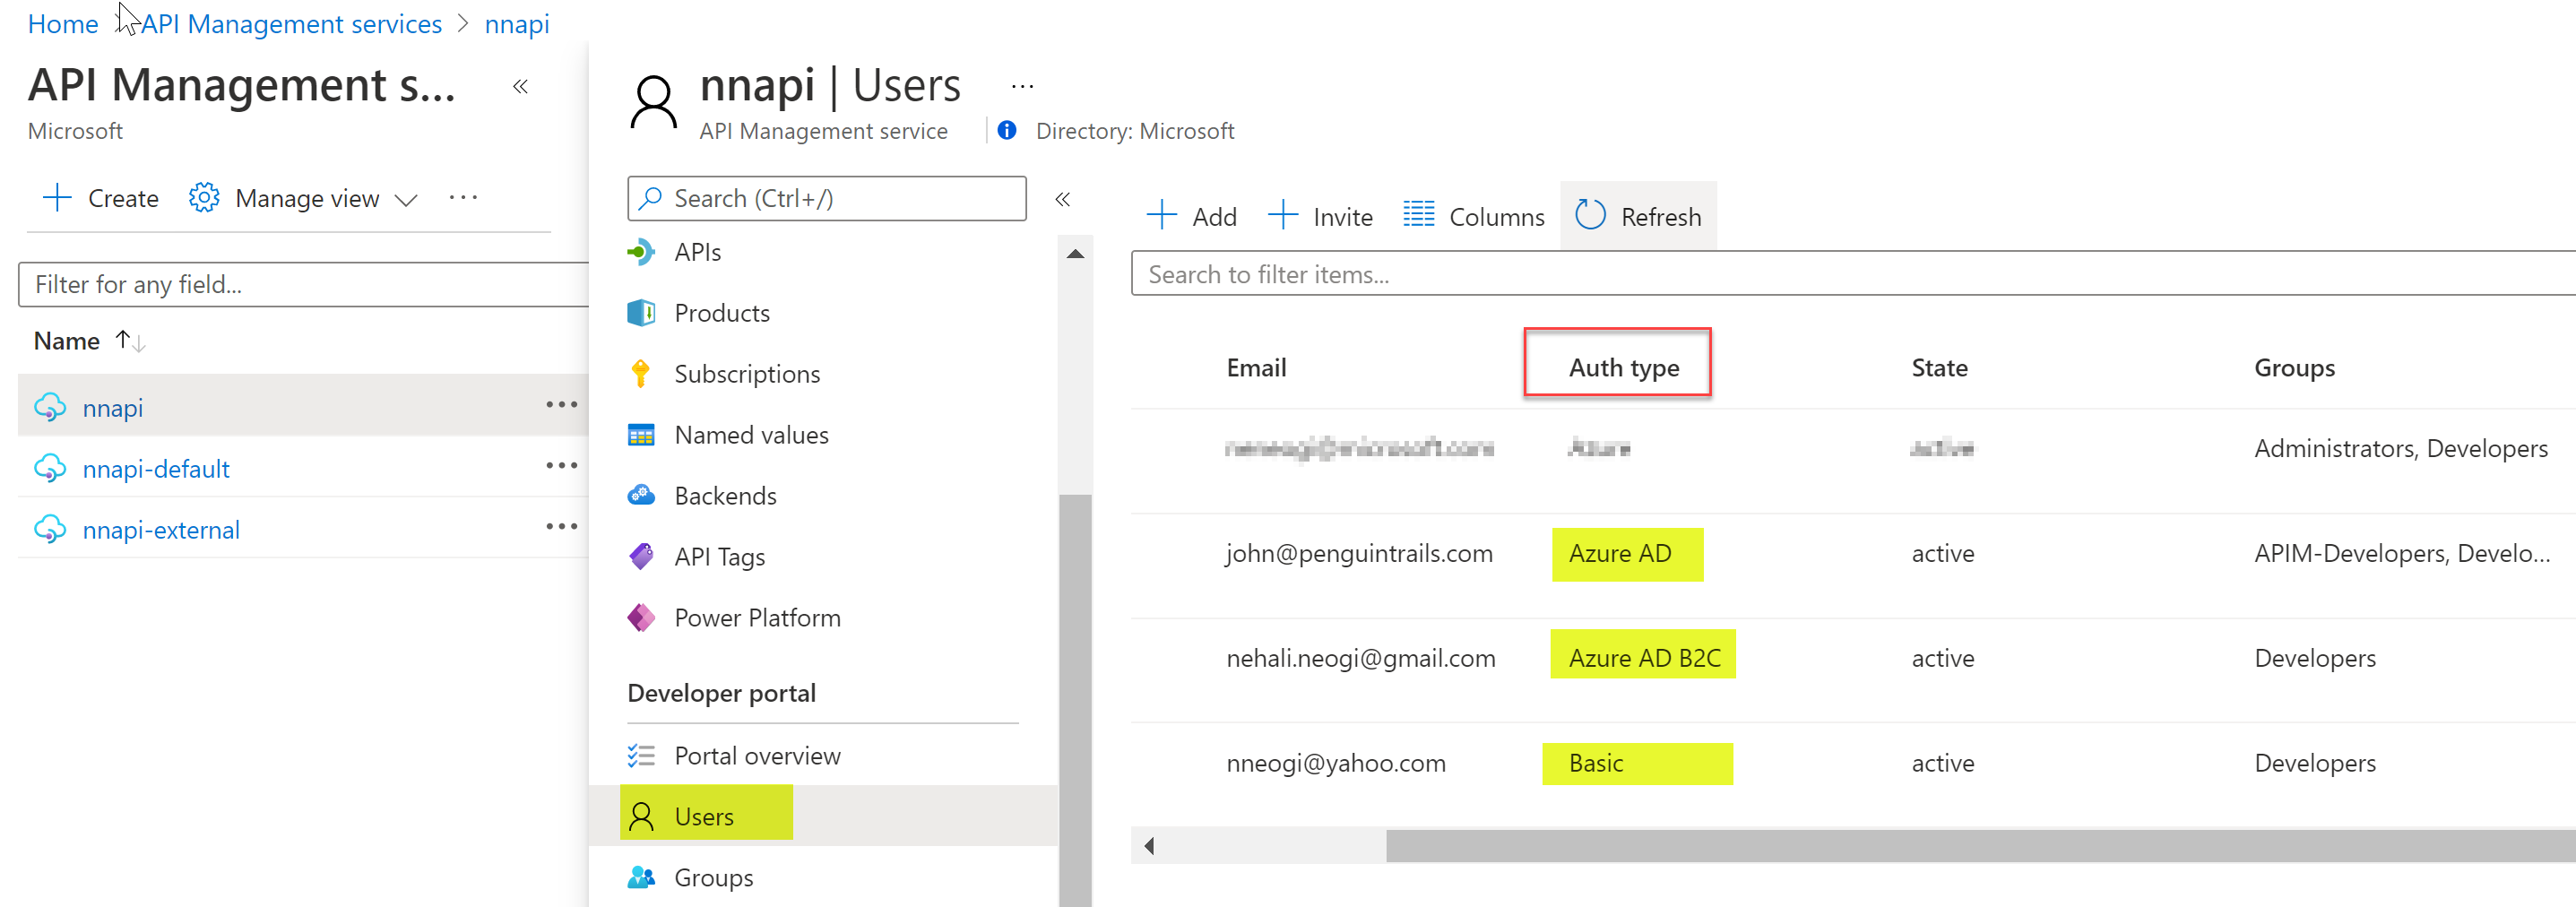 Home > API Management services > nnapi
API Management s... «
Microsoft
+ Create Manage view ...
Filter for any field...
Name ↑↓
nnapi ...
nnapi-default ...
nnapi-external ...
nnapi | Users ...
API Management service | Directory: Microsoft
Search (Ctrl+/) «
APIs
Products
Subscriptions
Named values
Backends
API Tags
Power Platform
Developer portal
Portal overview
Users
Groups
+ Add + Invite Columns Refresh
Search to filter items...
Email Auth type State Groups
Administrators, Developers
john@penguintrails.com Azure AD active APIM-Developers, Develo...
nehali.neogi@gmail.com Azure AD B2C active Developers
nneogi@yahoo.com Basic active Developers